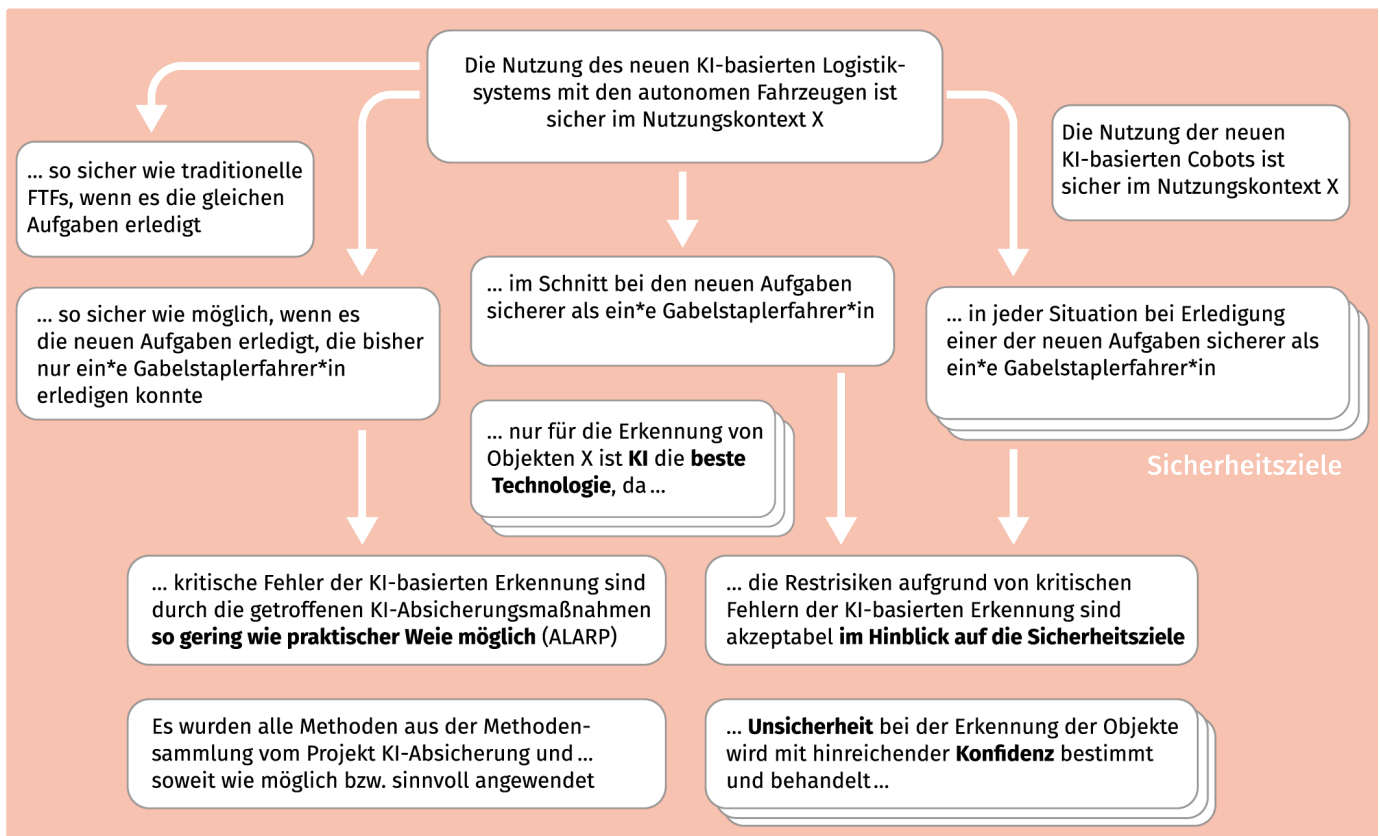 Die Nutzung des neuen KI-basierten Logistik-
systems mit den autonomen Fahrzeugen ist
sicher im Nutzungskontext X
Die Nutzung der neuen
KI-basierten Cobots ist
sicher im Nutzungskontext X
... so sicher wie traditionelle
FTFs, wenn es die gleichen
Aufgaben erledigt
... so sicher wie möglich, wenn es
die neuen Aufgaben erledigt, die bisher
nur ein*e Gabelstaplerfahrer*in
erledigen konnte
... im Schnitt bei den neuen Aufgaben
sicherer als ein*e Gabelstaplerfahrer*in
... in jeder Situation bei Erledigung
einer der neuen Aufgaben sicherer als
ein*e Gabelstaplerfahrer*in
... nur für die Erkennung von
Objekten X ist KI die beste
Technologie, da ...
Sicherheitsziele
... kritische Fehler der KI-basierten Erkennung sind
durch die getroffenen KI-Absicherungsmaßnahmen
so gering wie praktischer Weie möglich (ALARP)
... die Restrisiken aufgrund von kritischen
Fehlern der KI-basierten Erkennung sind
akzeptabel im Hinblick auf die Sicherheitsziele
Es wurden alle Methoden aus der Methoden-
sammlung vom Projekt KI-Absicherung und ...
soweit wie möglich bzw. sinnvoll angewendet
... Unsicherheit bei der Erkennung der Objekte
wird mit hinreichender Konfidenz bestimmt
und behandelt ...